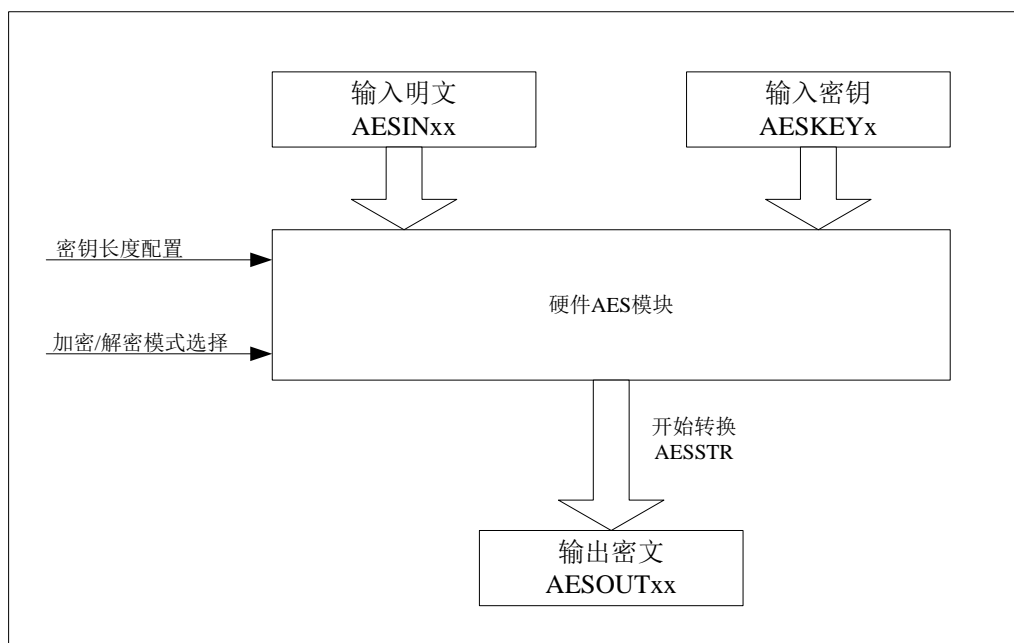 输入明文
AESINxx
输入密钥
AESKEYx
密钥长度配置
硬件AES模块
加密/解密模式选择
开始转换
AESSTR
输出密文
AESOUTxx